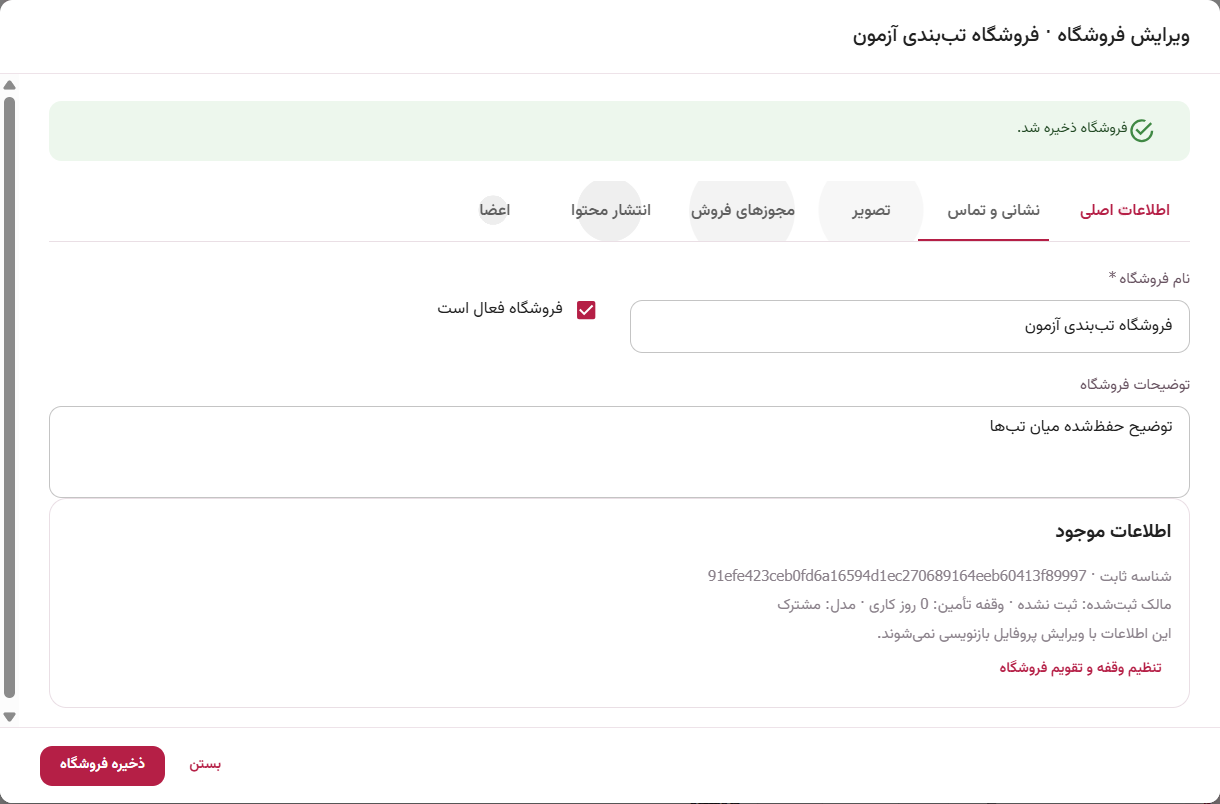 ویرایش فروشگاه · فروشگاه تب‌بندی آزمون
فروشگاه ذخیره شد.
اطلاعات اصلی
نشانی و تماس
تصویر
مجوزهای فروش
انتشار محتوا
اعضا
نام فروشگاه *
فروشگاه تب‌بندی آزمون
فروشگاه فعال است
توضیحات فروشگاه
توضیح حفظ‌شده میان تب‌ها
اطلاعات موجود
شناسه ثابت · 91efe423ceb0fd6a16594d1ec270689164eeb60413f89997
مالک ثبت‌شده: ثبت نشده · وقفه تأمین: 0 روز کاری · مدل: مشترک
این اطلاعات با ویرایش پروفایل بازنویسی نمی‌شوند.
تنظیم وقفه و تقویم فروشگاه
بستن
ذخیره فروشگاه